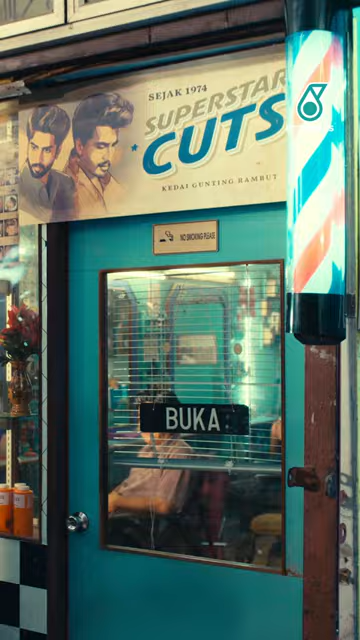 SEJAK 1974
SUPERSTAR
CUTS
KEDAI GUNTING RAMBUT
NO SMOKING PLEASE
BUKA